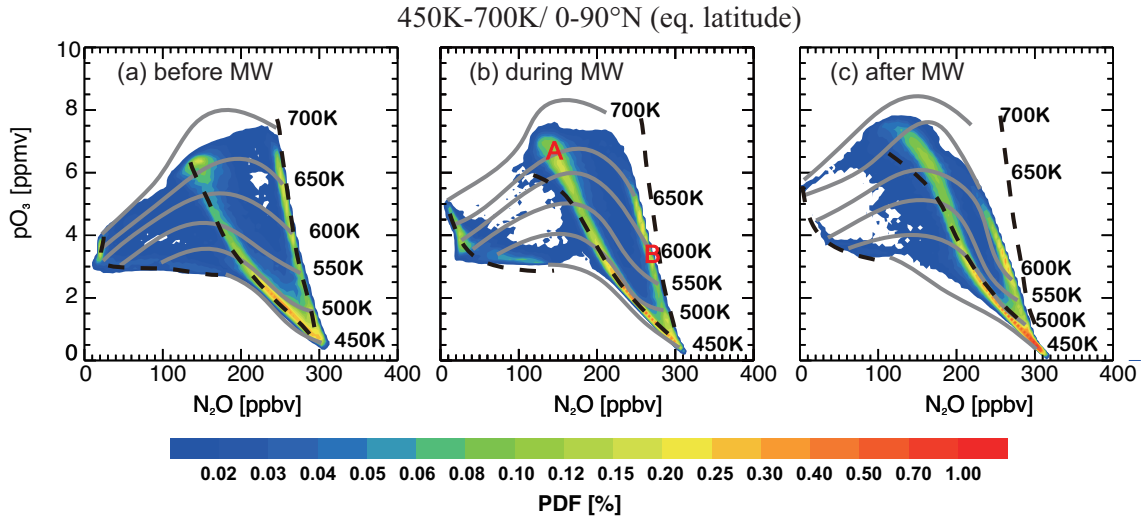 450K-700K/ 0-90°N (eq. latitude)
(a) before MW
(b) during MW
(c) after MW
pO₃ [ppmv]
10
8
6
4
2
0
700K
650K
600K
550K
500K
450K
700K
650K
600K
550K
500K
450K
A
B
700K
650K
600K
550K
500K
450K
0 100 200 300 400
0 100 200 300 400
0 100 200 300 400
N₂O [ppbv]
N₂O [ppbv]
N₂O [ppbv]
0.02 0.03 0.04 0.05 0.06 0.08 0.10 0.12 0.15 0.20 0.25 0.30 0.40 0.50 0.70 1.00
PDF [%]